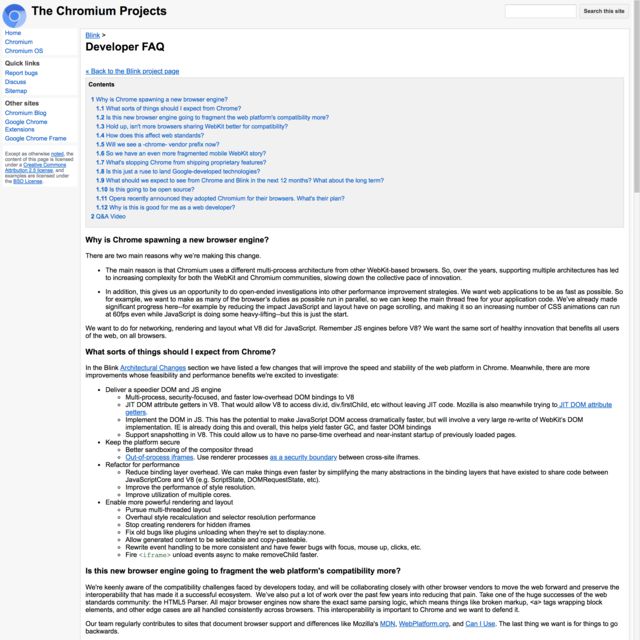 The Chromium Projects
Search this site
Home
Chromium
Chromium OS
Quick links
Report bugs
Discuss
Sitemap
Other sites
Chromium Blog
Google Chrome
Extensions
Google Chrome Frame
Except as otherwise noted, the
content of this page is licensed
under a Creative Commons
Attribution 2.5 license, and
examples are licensed under
the BSD License.
Blink >
Developer FAQ
« Back to the Blink project page
Contents
1 Why is Chrome spawning a new browser engine?
1.1 What sorts of things should I expect from Chrome?
1.2 Is this new browser engine going to fragment the web platform's compatibility more?
1.3 Hold up, isn't more browsers sharing WebKit better for compatibility?
1.4 How does this affect web standards?
1.5 Will we see a -chrome- vendor prefix now?
1.6 So we have an even more fragmented mobile WebKit story?
1.7 What's stopping Chrome from shipping proprietary features?
1.8 Is this just a ruse to land Google-developed technologies?
1.9 What should we expect to see from Chrome and Blink in the next 12 months? What about the long term?
1.10 Is this going to be open source?
1.11 Opera recently announced they adopted Chromium for their browsers. What's their plan?
1.12 Why is this is good for me as a web developer?
2 Q&A Video
Why is Chrome spawning a new browser engine?
There are two main reasons why we're making this change.
• The main reason is that Chromium uses a different multi-process architecture from other WebKit-based browsers. So, over the years, supporting multiple architectures has led
to increasing complexity for both the WebKit and Chromium communities, slowing down the collective pace of innovation.
• In addition, this gives us an opportunity to do open-ended investigations into other performance improvement strategies. We want web applications to be as fast as possible. So
for example, we want to make as many of the browser's duties as possible run in parallel, so we can keep the main thread free for your application code. We've already made
significant progress here--for example by reducing the impact JavaScript and layout have on page scrolling, and making it so an increasing number of CSS animations can run
at 60fps even while JavaScript is doing some heavy-lifting--but this is just the start.
We want to do for networking, rendering and layout what V8 did for JavaScript. Remember JS engines before V8? We want the same sort of healthy innovation that benefits all users
of the web, on all browsers.
What sorts of things should I expect from Chrome?
In the Blink Architectural Changes section we have listed a few changes that will improve the speed and stability of the web platform in Chrome. Meanwhile, there are more
improvements whose feasibility and performance benefits we're excited to investigate:
• Deliver a speedier DOM and JS engine
Multi-process, security-focused, and faster low-overhead DOM bindings to V8
JIT DOM attribute getters in V8. That would allow V8 to access div.id, div.firstChild, etc without leaving JIT code. Mozilla is also meanwhile trying to JIT DOM attribute
getters.
Implement the DOM in JS. This has the potential to make JavaScript DOM access dramatically faster, but will involve a very large re-write of WebKit's DOM
implementation. IE is already doing this and overall, this helps yield faster GC, and faster DOM bindings
Support snapshotting in V8. This could allow us to have no parse-time overhead and near-instant startup of previously loaded pages.
• Keep the platform secure
Better sandboxing of the compositor thread
Out-of-process iframes. Use renderer processes as a security boundary between cross-site iframes.
• Refactor for performance
Reduce binding layer overhead. We can make things even faster by simplifying the many abstractions in the binding layers that have existed to share code between
JavaScriptCore and V8 (e.g. ScriptState, DOMRequestState, etc).
Improve the performance of style resolution.
Improve utilization of multiple cores.
• Enable more powerful rendering and layout
Pursue multi-threaded layout
Overhaul style recalculation and selector resolution performance
Stop creating renderers for hidden iframes
Fix old bugs like plugins unloading when they're set to display:none.
Allow generated content to be selectable and copy-pasteable.
Rewrite event handling to be more consistent and have fewer bugs with focus, mouse up, clicks, etc.
Fire <iframe> unload events async to make removeChild faster.
Is this new browser engine going to fragment the web platform's compatibility more?
We're keenly aware of the compatibility challenges faced by developers today, and will be collaborating closely with other browser vendors to move the web forward and preserve the
interoperability that has made it a successful ecosystem. We've also put a lot of work over the past few years into reducing that pain. Take one of the huge successes of the web
standards community: the HTML5 Parser. All major browser engines now share the exact same parsing logic, which means things like broken markup, <a> tags wrapping block
elements, and other edge cases are all handled consistently across browsers. This interoperability is important to Chrome and we want to defend it.
Our team regularly contributes to sites that document browser support and differences like Mozilla's MDN, WebPlatform.org, and Can I Use. The last thing we want is for things to go
backwards.